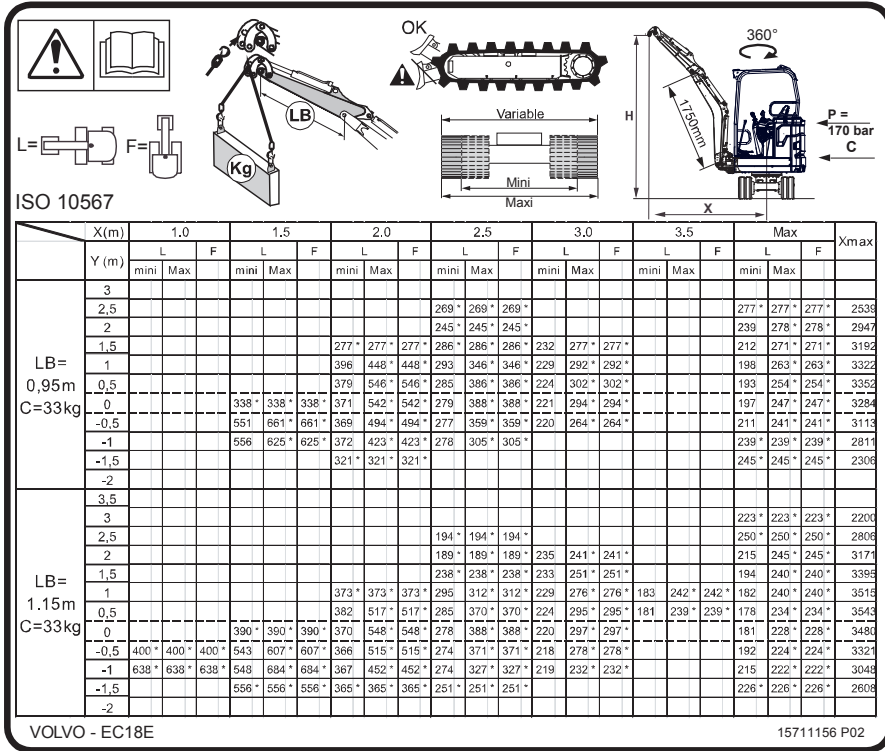 OK
360°
LB
Kg
L=
F=
Variable
Mini
Maxi
H
1750mm
P =
170 bar
C
X
ISO 10567
X(m) 1.0 1.5 2.0 2.5 3.0 3.5 Max Xmax
Y (m) L F L F L F L F L F L F L F
mini Max mini Max mini Max mini Max mini Max mini Max mini Max
LB=
0,95m
C=33kg
3
2,5 269 * 269 * 269 * 277 * 277 * 277 * 2539
2 245 * 245 * 245 * 239 278 * 278 * 2947
1,5 277 * 277 * 277 * 286 * 286 * 286 * 232 277 * 277 * 212 271 * 271 * 3192
1 396 448 * 448 * 293 346 * 346 * 229 292 * 292 * 198 263 * 263 * 3322
0,5 379 546 * 546 * 285 386 * 386 * 224 302 * 302 * 193 254 * 254 * 3352
0 338 * 338 * 338 * 371 542 * 542 * 279 388 * 388 * 221 294 * 294 * 197 247 * 247 * 3284
-0,5 551 661 * 661 * 369 494 * 494 * 277 359 * 359 * 220 264 * 264 * 211 241 * 241 * 3113
-1 556 625 * 625 * 372 423 * 423 * 278 305 * 305 * 239 * 239 * 239 * 2811
-1,5 321 * 321 * 321 * 245 * 245 * 245 * 2306
-2
LB=
1.15m
C=33kg
3,5
3 223 * 223 * 223 * 2200
2,5 194 * 194 * 194 * 250 * 250 * 250 * 2806
2 189 * 189 * 189 * 235 241 * 241 * 215 245 * 245 * 3171
1,5 238 * 238 * 238 * 233 251 * 251 * 194 240 * 240 * 3395
1 373 * 373 * 373 * 295 312 * 312 * 229 276 * 276 * 183 242 * 242 * 182 240 * 240 * 3515
0,5 382 517 * 517 * 285 370 * 370 * 224 295 * 295 * 181 239 * 239 * 178 234 * 234 * 3543
0 390 * 390 * 390 * 370 548 * 548 * 278 388 * 388 * 220 297 * 297 * 181 228 * 228 * 3480
-0,5 400 * 400 * 400 * 543 607 * 607 * 366 515 * 515 * 274 371 * 371 * 218 278 * 278 * 192 224 * 224 * 3321
-1 638 * 638 * 638 * 548 684 * 684 * 367 452 * 452 * 274 327 * 327 * 219 232 * 232 * 215 222 * 222 * 3048
-1,5 556 * 556 * 556 * 365 * 365 * 365 * 251 * 251 * 251 * 226 * 226 * 226 * 2608
-2
VOLVO - EC18E
15711156 P02